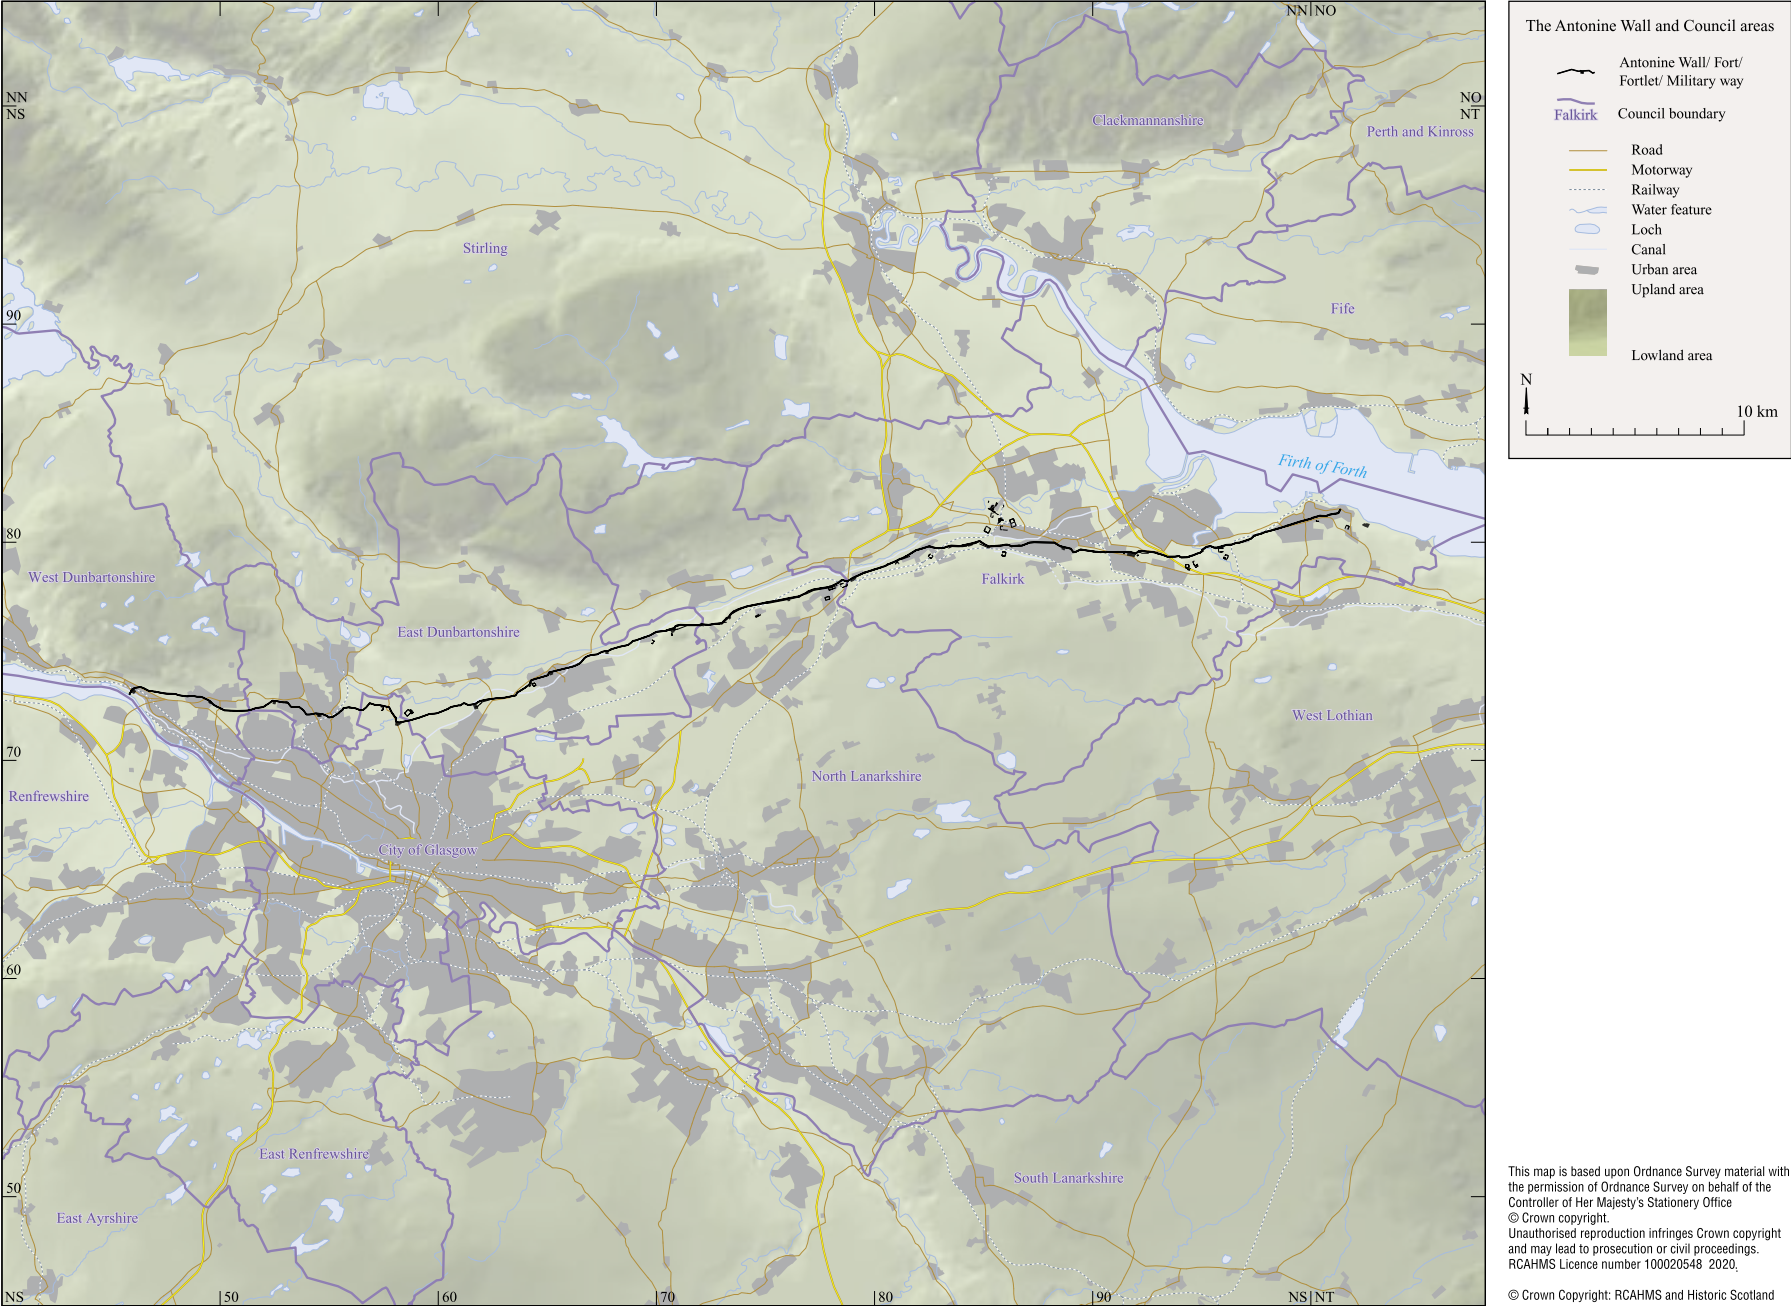 NN NO
NN
NS
NO
NT
Clackmannanshire
Perth and Kinross
Stirling
Fife
90
Firth of Forth
80
West Dunbartonshire
Falkirk
East Dunbartonshire
West Lothian
70
North Lanarkshire
Renfrewshire
City of Glasgow
60
East Renfrewshire
South Lanarkshire
50
East Ayrshire
NS
50
60
70
80
90
NS NT
The Antonine Wall and Council areas
Antonine Wall/ Fort/
Fortlet/ Military way
Falkirk Council boundary
Road
Motorway
Railway
Water feature
Loch
Canal
Urban area
Upland area
Lowland area
N
10 km
This map is based upon Ordnance Survey material with
the permission of Ordnance Survey on behalf of the
Controller of Her Majesty's Stationery Office
© Crown copyright.
Unauthorised reproduction infringes Crown copyright
and may lead to prosecution or civil proceedings.
RCAHMS Licence number 100020548 2020.
© Crown Copyright: RCAHMS and Historic Scotland